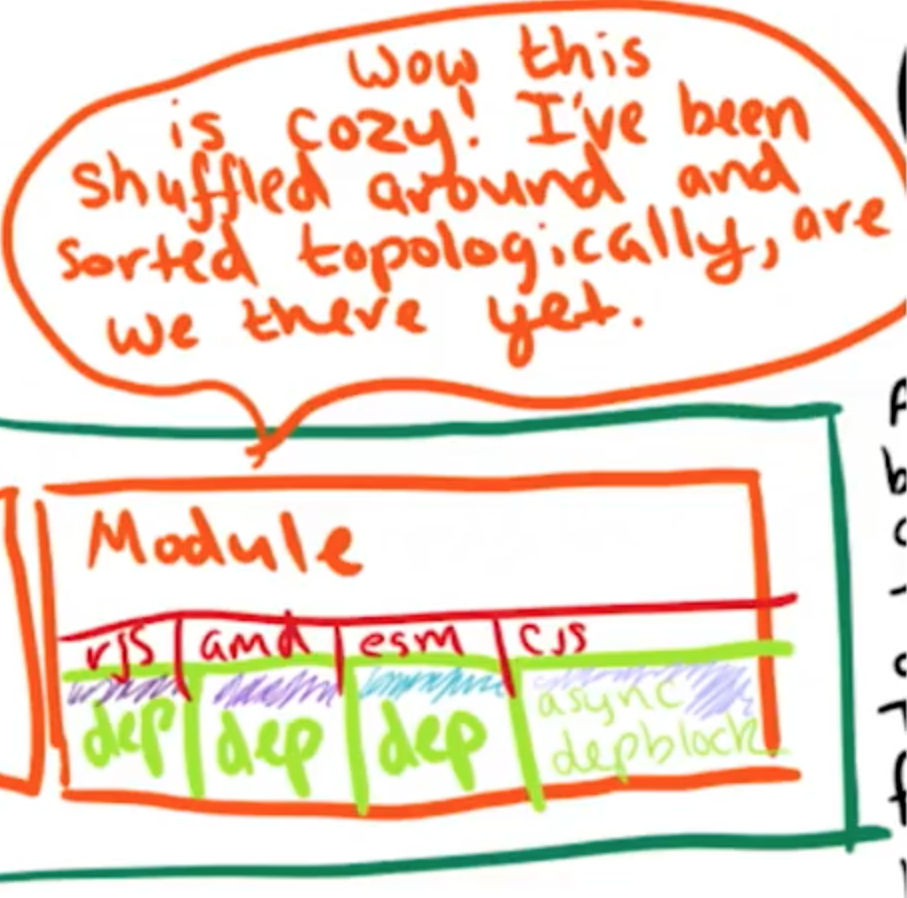 Wow this
is cozy! I've been
shuffled around and
sorted topologically, are
we there yet.
Module
rjs amd esm cjs
dep dep dep async
depblock